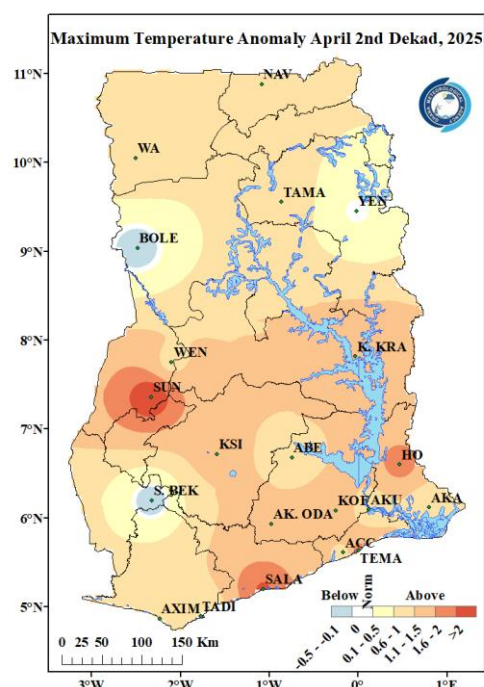 Maximum Temperature Anomaly April 2nd Dekad, 2025
11°N
NAV
WA
10°N
TAMA
YEN
9°N
BOLE
8°N
WEN
K. KRA
SUN
7°N
KSI
ABE
HO
S. BEK
KOF
AKU
AKA
6°N
AK. ODA
ACC
TEMA
SALA
5°N
AXIM
TADI
Below
Norm
Above
0 25 50 100 150 Km
-0.5 - -0.1
0
0.1 - 0.5
0.6 - 1
1.1 - 1.5
1.6 - 2
>2
3°W
2°W
1°W
0°
1°E